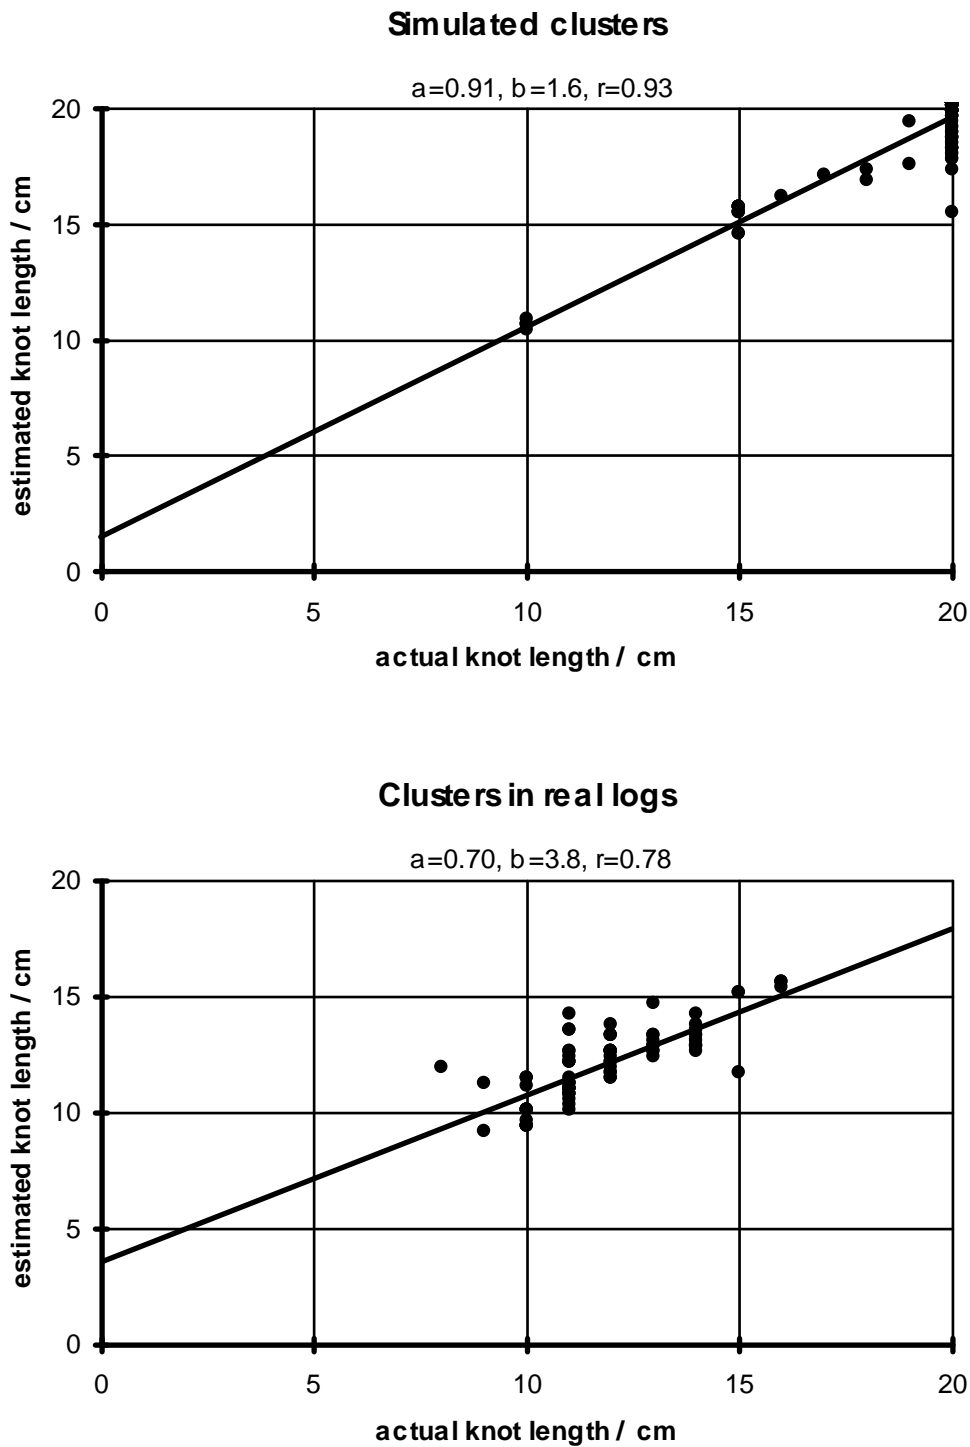 Simulated clusters
a=0.91, b=1.6, r=0.93
20
15
10
5
0
estimated knot length / cm
0 5 10 15 20
actual knot length / cm
Clusters in real logs
a=0.70, b=3.8, r=0.78
20
15
10
5
0
estimated knot length / cm
0 5 10 15 20
actual knot length / cm